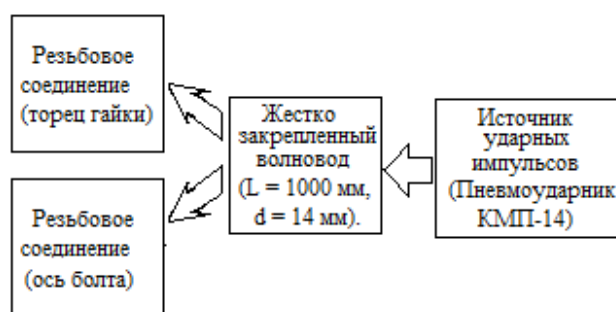 Резьбовое
соединение
(торец гайки)
Резьбовое
соединение
(ось болта)
Жестко
закрепленный
волновод
(L = 1000 мм,
d = 14 мм).
Источник
ударных
импульсов
(Пневмоударник
КМП-14)